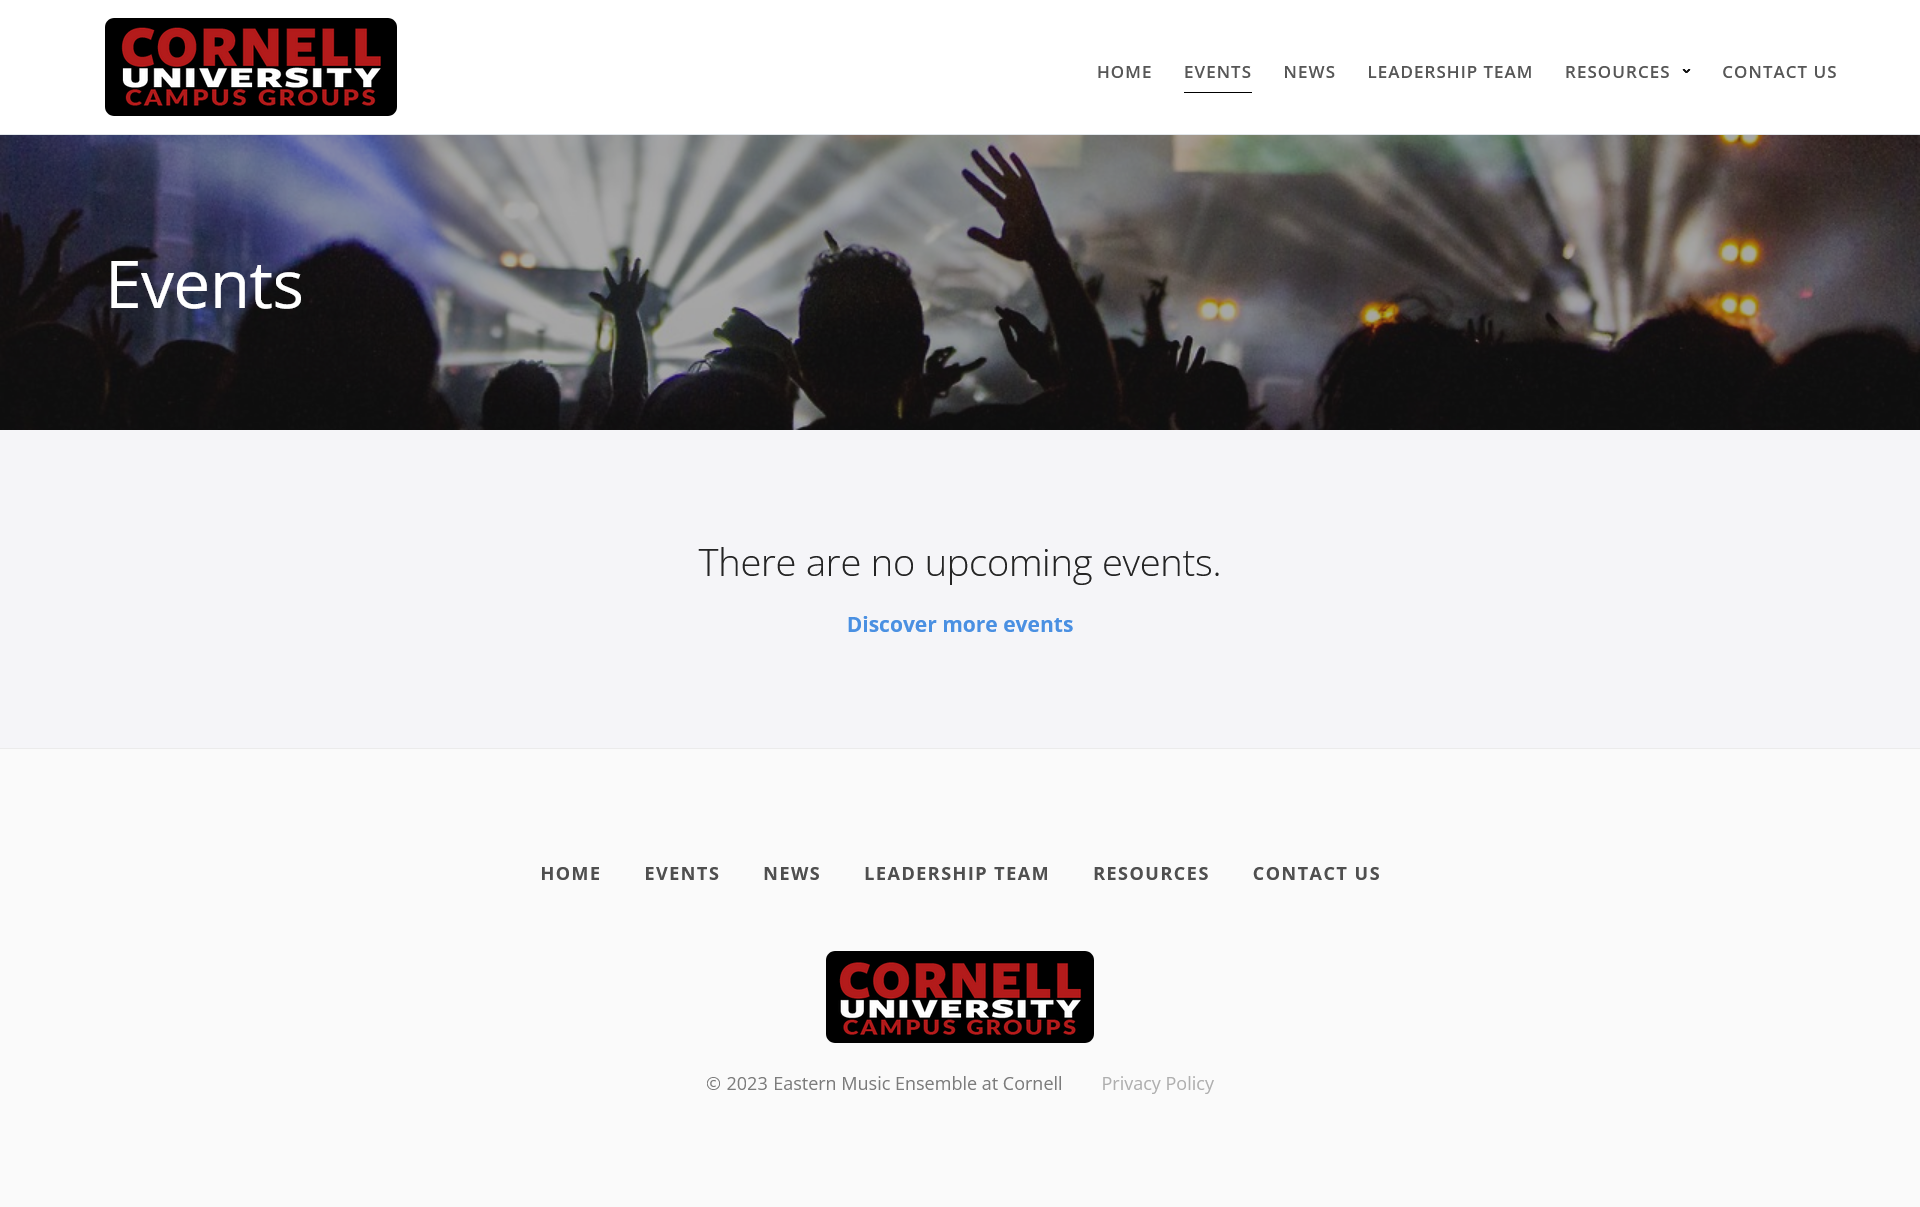 CORNELL
UNIVERSITY
CAMPUS GROUPS
HOME EVENTS NEWS LEADERSHIP TEAM RESOURCES CONTACT US
Events
There are no upcoming events.
Discover more events
HOME EVENTS NEWS LEADERSHIP TEAM RESOURCES CONTACT US
CORNELL
UNIVERSITY
CAMPUS GROUPS
© 2023 Eastern Music Ensemble at Cornell Privacy Policy